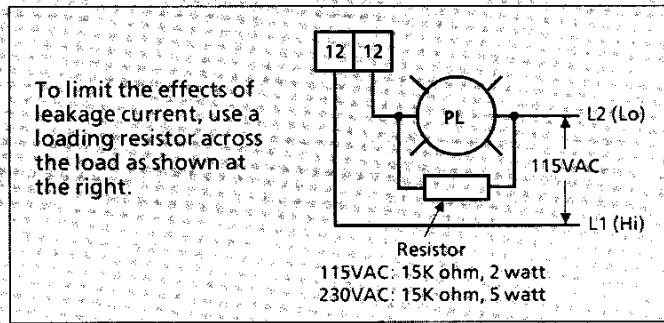 To limit the effects of
leakage current, use a
loading resistor across
the load as shown at
the right.
12 12
PL
L2 (Lo)
115VAC
L1 (Hi)
Resistor
115VAC: 15K ohm, 2 watt
230VAC: 15K ohm, 5 watt